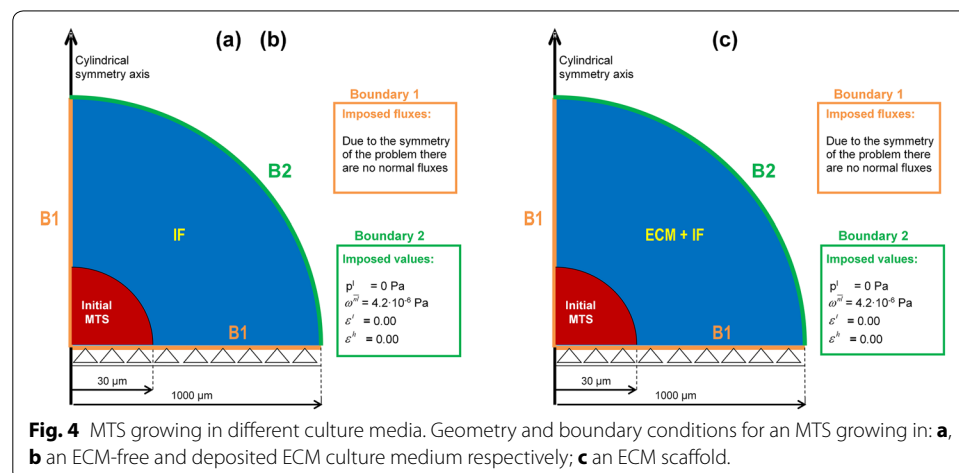 (a) (b)
Cylindrical
symmetry axis
B1
IF
B2
Initial
MTS
B1
30 µm
1000 µm
Boundary 1
Imposed fluxes:
Due to the symmetry
of the problem there
are no normal fluxes
Boundary 2
Imposed values:
pˡ = 0 Pa
ω^{n̅l̅} = 4.2·10⁻⁶ Pa
εᵗ = 0.00
εʰ = 0.00
(c)
Cylindrical
symmetry axis
B1
ECM + IF
B2
Initial
MTS
B1
30 µm
1000 µm
Boundary 1
Imposed fluxes:
Due to the symmetry
of the problem there
are no normal fluxes
Boundary 2
Imposed values:
pˡ = 0 Pa
ω^{n̅l̅} = 4.2·10⁻⁶ Pa
εᵗ = 0.00
εʰ = 0.00
Fig. 4 MTS growing in different culture media. Geometry and boundary conditions for an MTS growing in: a,
b an ECM-free and deposited ECM culture medium respectively; c an ECM scaffold.